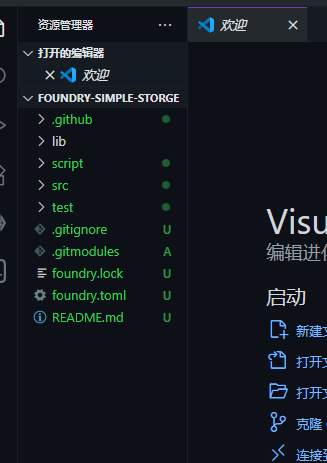 资源管理器
欢迎
打开的编辑器
欢迎
FOUNDRY-SIMPLE-STORGE
.github
lib
script
src
test
.gitignore U
.gitmodules A
foundry.lock U
foundry.toml U
README.md U
Visu
编辑进
启动
新建
打开
打开
克隆
连接到